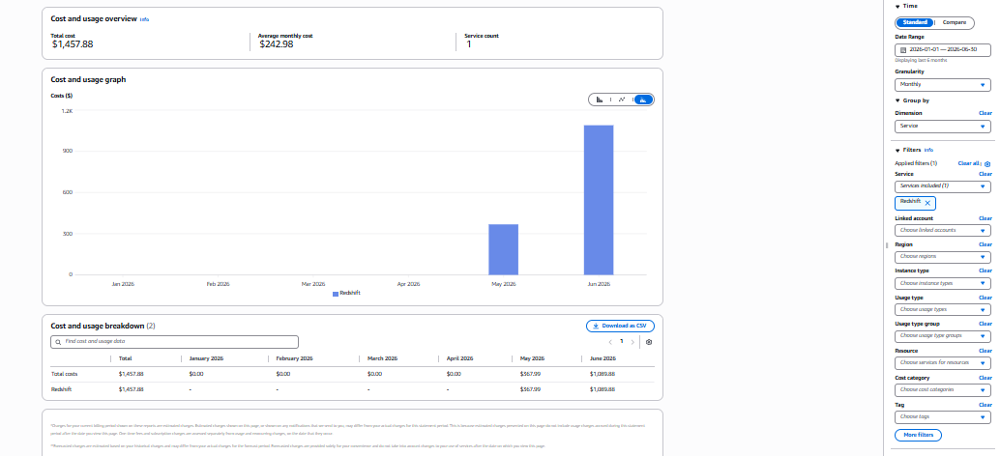 Cost and usage overview Info
Total cost
$1,457.88
Average monthly cost
$242.98
Service count
1
Cost and usage graph
Costs ($)
1.2K
900
600
300
0
Jan 2026
Feb 2026
Mar 2026
Apr 2026
May 2026
Jun 2026
Redshift
Cost and usage breakdown (2)
Download as CSV
Find cost and usage data
1
Total
January 2026
February 2026
March 2026
April 2026
May 2026
June 2026
Total costs $1,457.88 $0.00 $0.00 $0.00 $0.00 $367.99 $1,089.88
Redshift $1,457.88 - - - - $367.99 $1,089.88
Time
Standard
Compare
Date Range
2026-01-01 — 2026-06-30
Displaying last 6 months
Granularity
Monthly
Group by
Dimension Clear
Service
Filters Info
Applied filters (1) Clear all
Service Clear
Services included (1)
Redshift
Linked account Clear
Choose linked accounts
Region Clear
Choose regions
Instance type Clear
Choose instance types
Usage type Clear
Choose usage types
Usage type group Clear
Choose usage type groups
Resource Clear
Choose services for resources
Cost category Clear
Choose cost categories
Tag Clear
Choose tags
More filters